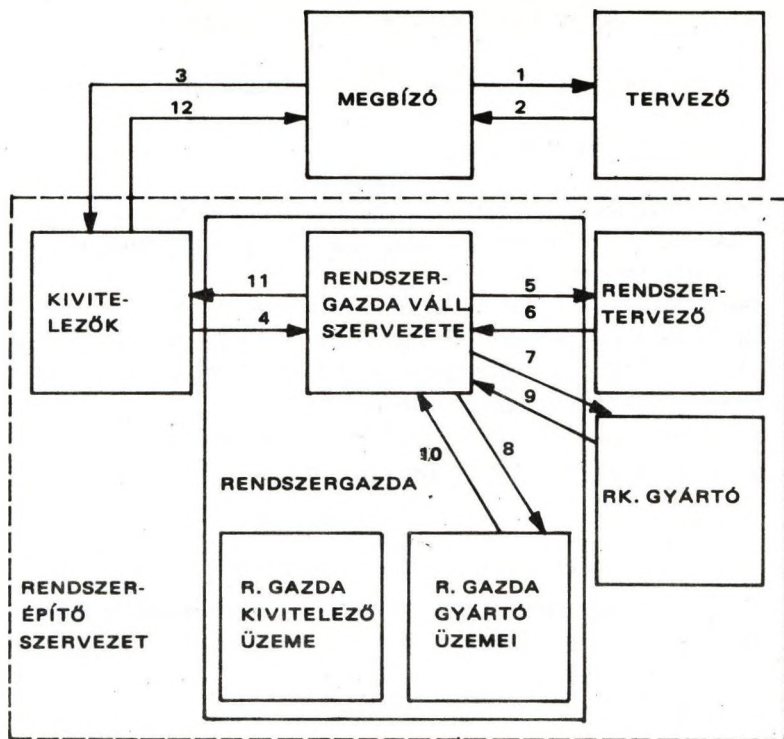 3
12
MEGBÍZÓ
1
2
TERVEZŐ
KIVITE-
LEZŐK
11
4
RENDSZER-
GAZDA VÁLL
SZERVEZETE
5
6
7
9
RENDSZER-
TERVEZŐ
10
8
RENDSZERGAZDA
RK. GYÁRTÓ
RENDSZER-
ÉPÍTŐ
SZERVEZET
R. GAZDA
KIVITELEZŐ
ÜZEME
R. GAZDA
GYÁRTÓ
ÜZEMEI